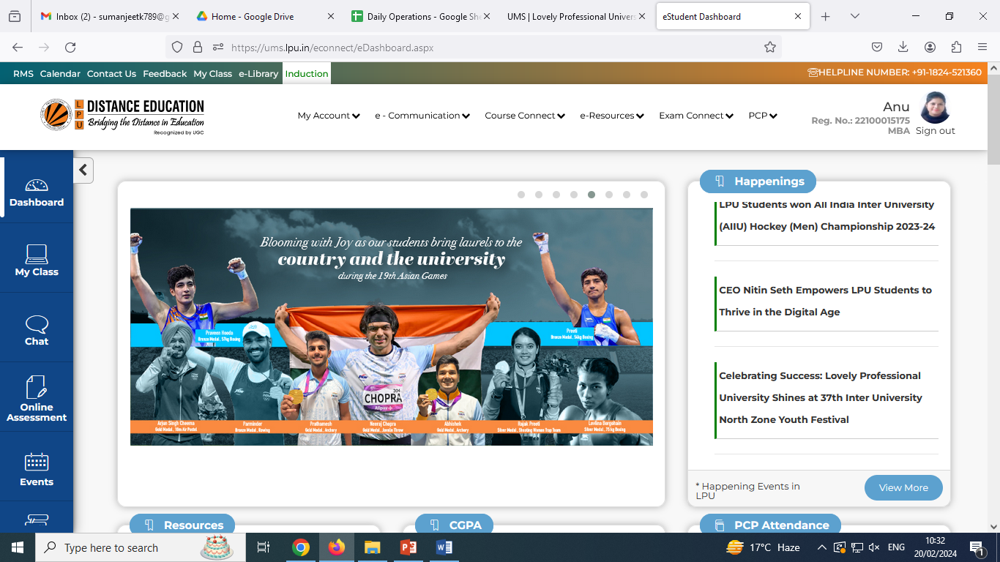 Inbox (2) - sumanjeetk789@g
Home - Google Drive
Daily Operations - Google She
UMS | Lovely Professional Univers
eStudent Dashboard
https://ums.lpu.in/econnect/eDashboard.aspx
RMS Calendar Contact Us Feedback My Class e-Library Induction
HELPLINE NUMBER: +91-1824-521360
LPU
DISTANCE EDUCATION
Bridging the Distance in Education
Recognized by UGC
My Account e - Communication Course Connect e-Resources Exam Connect PCP
Anu
Reg. No.: 22100015175
MBA
Sign out
Dashboard
My Class
Chat
Online
Assessment
Events
Blooming with Joy as our students bring laurels to the
country and the university
during the 19th Asian Games
Praveen Hooda
Bronze Medal, 57kg Boxing
Preeti
Bronze Medal, 54kg Boxing
304
CHOPRA
Arjun Singh Cheema
Gold Medal, 10m Air Pistol
Parminder
Bronze Medal, Rowing
Prathamesh
Gold Medal, Archery
Neeraj Chopra
Gold Medal, Javelin Throw
Abhishek
Gold Medal, Archery
Rajak Preeti
Silver Medal, Shooting Women Trap Team
Lovlina Borgohain
Silver Medal, 75 kg Boxing
Happenings
LPU Students won All India Inter University
(AIIU) Hockey (Men) Championship 2023-24
CEO Nitin Seth Empowers LPU Students to
Thrive in the Digital Age
Celebrating Success: Lovely Professional
University Shines at 37th Inter University
North Zone Youth Festival
* Happening Events in
LPU
View More
Resources
CGPA
PCP Attendance
Type here to search
17°C Haze
ENG
10:32
20/02/2024
1